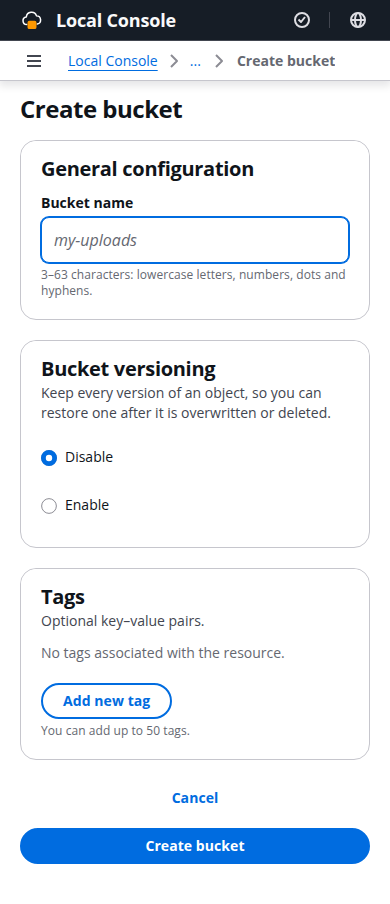 Local Console
Local Console > ... > Create bucket
Create bucket
General configuration
Bucket name
my-uploads
3–63 characters: lowercase letters, numbers, dots and
hyphens.
Bucket versioning
Keep every version of an object, so you can
restore one after it is overwritten or deleted.
Disable
Enable
Tags
Optional key–value pairs.
No tags associated with the resource.
Add new tag
You can add up to 50 tags.
Cancel
Create bucket